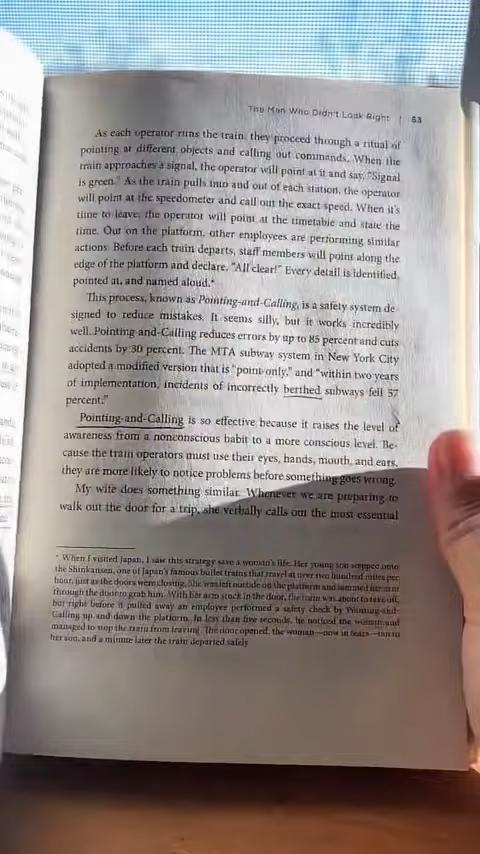 The Man Who Didn't Look Right | 63
As each operator runs the train, they proceed through a ritual of
pointing at different objects and calling out commands. When the
train approaches a signal, the operator will point at it and say, "Signal
is green." As the train pulls into and out of each station, the operator
will point at the speedometer and call out the exact speed. When it's
time to leave, the operator will point at the timetable and state the
time. Out on the platform, other employees are performing similar
actions. Before each train departs, staff members will point along the
edge of the platform and declare, "All clear!" Every detail is identified,
pointed at, and named aloud.*
This process, known as Pointing-and-Calling, is a safety system de-
signed to reduce mistakes. It seems silly, but it works incredibly
well. Pointing-and-Calling reduces errors by up to 85 percent and cuts
accidents by 30 percent. The MTA subway system in New York City
adopted a modified version that is "point-only," and "within two years
of implementation, incidents of incorrectly berthed subways fell 57
percent."
Pointing-and-Calling is so effective because it raises the level of
awareness from a nonconscious habit to a more conscious level. Be-
cause the train operators must use their eyes, hands, mouth, and ears,
they are more likely to notice problems before something goes wrong.
My wife does something similar. Whenever we are preparing to
walk out the door for a trip, she verbally calls out the most essential
* When I visited Japan, I saw this strategy save a woman's life. Her young son stepped onto
the Shinkansen, one of Japan's famous bullet trains that travel at over two hundred miles per
hour, just as the doors were closing. She was left outside on the platform and jammed her arm
through the door to grab him. With her arm stuck in the door, the train was about to take off,
but right before it pulled away an employee performed a safety check by Pointing-and-
Calling up and down the platform. In less than five seconds, he noticed the woman and
managed to stop the train from leaving. The door opened, the woman—now in tears—ran to
her son, and a minute later the train departed safely.